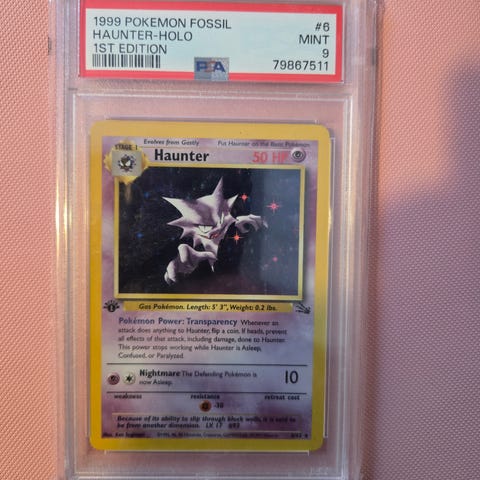 1999 POKEMON FOSSIL #6
HAUNTER-HOLO MINT
1ST EDITION 9
PSA 79867511
Evolves from Gastly Put Haunter on the Basic Pokémon
STAGE 1 Haunter 50 HP
Gas Pokémon. Length: 5' 3", Weight: 0.2 lbs.
Pokémon Power: Transparency Whenever an
attack does anything to Haunter, flip a coin. If heads, prevent
all effects of that attack, including damage, done to Haunter.
This power stops working while Haunter is Asleep,
Confused, or Paralyzed.
Nightmare The Defending Pokémon is
now Asleep. 10
weakness resistance retreat cost
-30
Because of its ability to slip through block walls, it is said to
be from another dimension. LV. 17 #93
Illus. Ken Sugimori 6/62